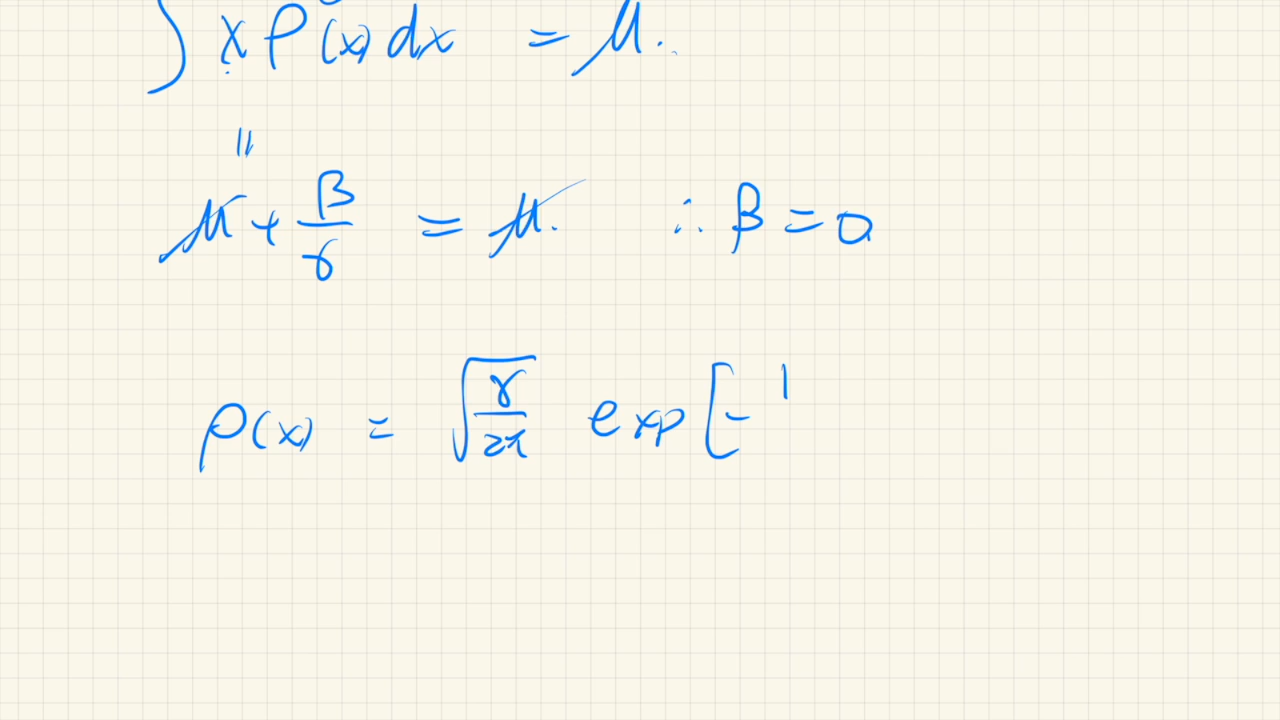 ∫ x ρ(x) dx = μ.
||
μ + β/γ = μ. ∴ β = 0
ρ(x) = √(γ/2π) exp[- 1